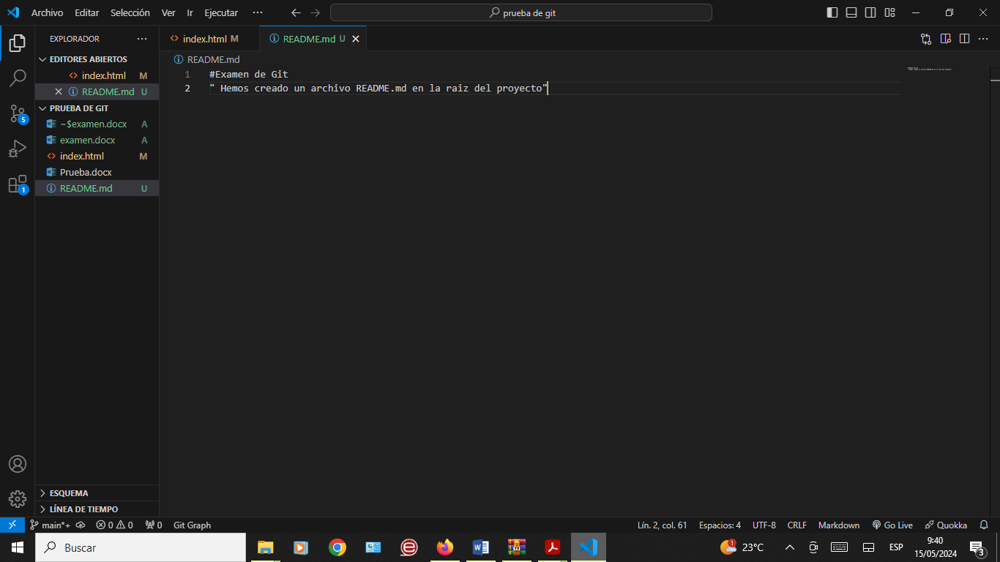 Archivo Editar Selección Ver Ir Ejecutar ··· prueba de git
EXPLORADOR ···
index.html M README.md U
EDITORES ABIERTOS
index.html M
README.md U
PRUEBA DE GIT
~$examen.docx A
examen.docx A
index.html M
Prueba.docx
README.md U
5
1
README.md
1 #Examen de Git
2 " Hemos creado un archivo README.md en la raiz del proyecto"
ESQUEMA
LÍNEA DE TIEMPO
main*+ 0 0 0 Git Graph Lín. 2, col. 61 Espacios: 4 UTF-8 CRLF Markdown Go Live Quokka
Buscar 1 23°C ESP 9:40
15/05/2024 3